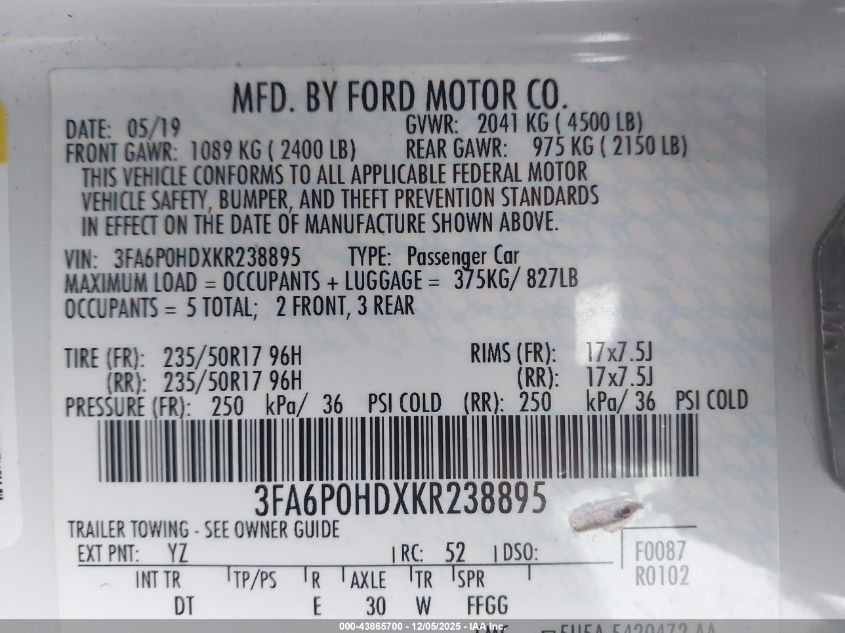 MFD. BY FORD MOTOR CO.
DATE: 05/19 GVWR: 2041 KG ( 4500 LB)
FRONT GAWR: 1089 KG ( 2400 LB) REAR GAWR: 975 KG ( 2150 LB)
THIS VEHICLE CONFORMS TO ALL APPLICABLE FEDERAL MOTOR
VEHICLE SAFETY, BUMPER, AND THEFT PREVENTION STANDARDS
IN EFFECT ON THE DATE OF MANUFACTURE SHOWN ABOVE.
VIN: 3FA6P0HDXKR238895 TYPE: Passenger Car
MAXIMUM LOAD = OCCUPANTS + LUGGAGE = 375KG/ 827LB
OCCUPANTS = 5 TOTAL; 2 FRONT, 3 REAR
TIRE (FR): 235/50R17 96H RIMS (FR): 17x7.5J
(RR): 235/50R17 96H (RR): 17x7.5J
PRESSURE (FR): 250 kPa/ 36 PSI COLD (RR): 250 kPa/ 36 PSI COLD
3FA6P0HDXKR238895
TRAILER TOWING - SEE OWNER GUIDE
EXT PNT: YZ RC: 52 DSO: F0087
INT TR TP/PS R AXLE TR SPR R0102
DT E 30 W FFGG
000-43865700 - 12/05/2025 - IAA Inc.